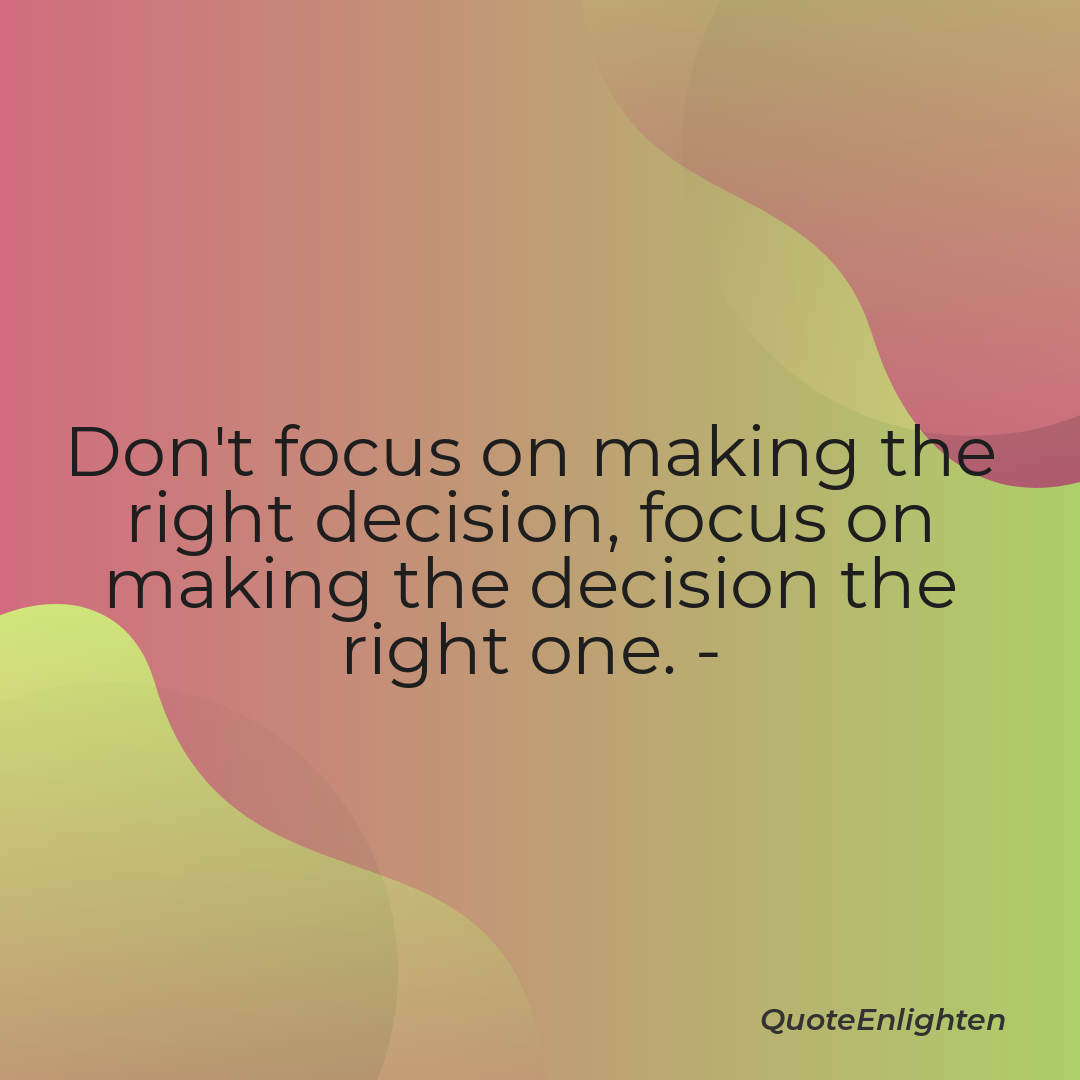 Don't focus on making the
right decision, focus on
making the decision the
right one. -
QuoteEnlighten